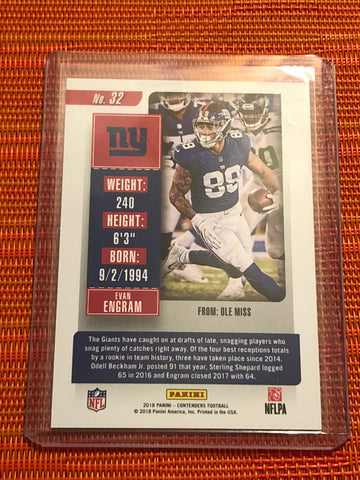 No. 32
ny
WEIGHT:
240
HEIGHT:
6'3"
BORN:
9/2/1994
EVAN
ENGRAM
88
FROM: OLE MISS
The Giants have caught on at drafts of late, snagging players who
snag plenty of catches right away. Of the four best receptions totals
by a rookie in team history, three have taken place since 2014.
Odell Beckham Jr. posted 91 that year, Sterling Shepard logged
65 in 2016 and Engram closed 2017 with 64.
NFL
PANINI
NFLPA
2018 PANINI - CONTENDERS FOOTBALL
© 2018 Panini America, Inc. Printed in the USA.